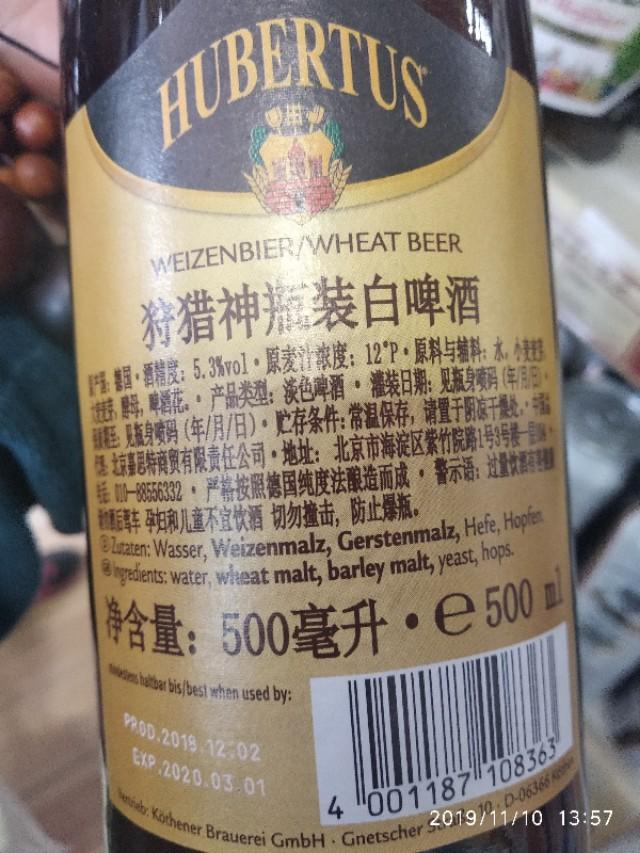 HUBERTUS
WEIZENBIER/WHEAT BEER
狩猎神瓶装白啤酒
原产国: 德国 · 酒精度: 5.3%vol · 原麦汁浓度: 12°P · 原料与辅料: 水, 小麦麦芽,
大麦麦芽, 酵母, 啤酒花. · 产品类型: 淡色啤酒 · 灌装日期: 见瓶身喷码 (年/月/日) ·
见瓶身喷码 (年/月/日) · 贮存条件: 常温保存, 请置于阴凉干燥处. ·
北京嘉思特商贸有限责任公司 · 地址: 北京市海淀区紫竹院路1号3号楼
电话: 010-88556332 · 严格按照德国纯度法酿造而成 · 警示语: 过量饮酒有害健康
酒后驾车 孕妇和儿童不宜饮酒 切勿撞击, 防止爆瓶.
Zutaten: Wasser, Weizenmalz, Gerstenmalz, Hefe, Hopfen.
Ingredients: water, wheat malt, barley malt, yeast, hops.
净含量: 500毫升 · ℮ 500 ml
Mindestens haltbar bis/best when used by:
PROD.2018.12.02
EXP.2020.03.01
4 001187 108363
Vertrieb: Köthener Brauerei GmbH · Gnetscher 10 · D-06366
2019/11/10 13:57